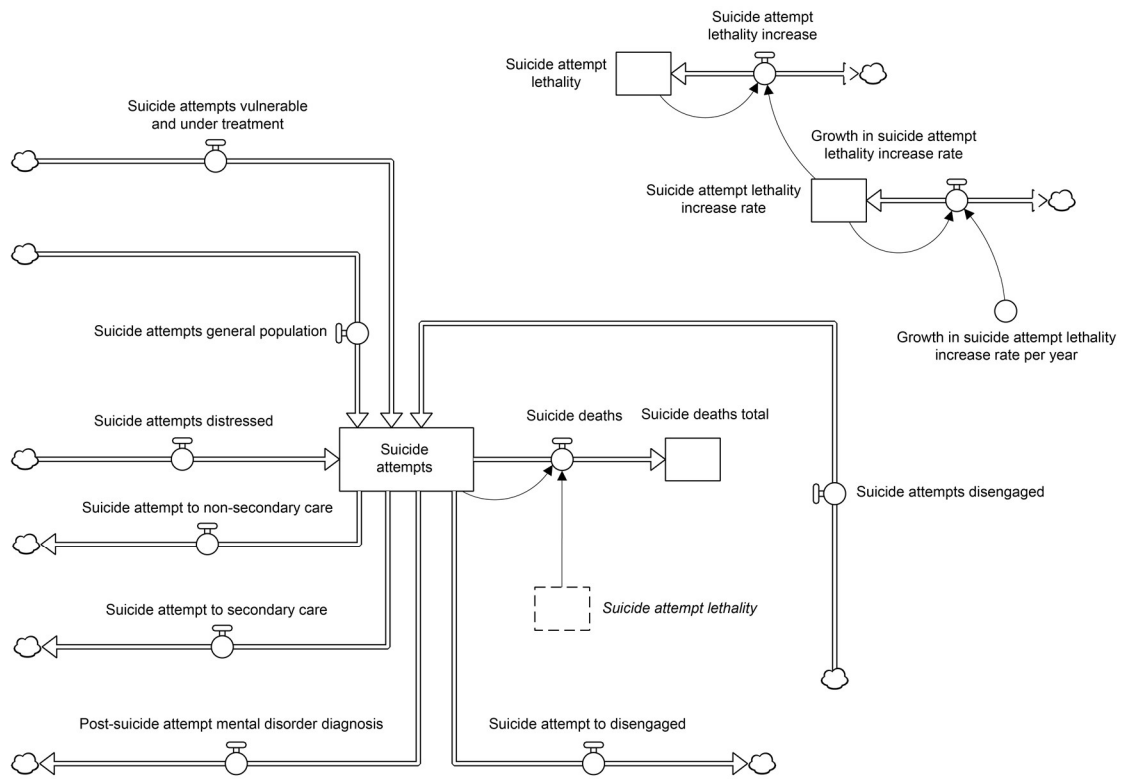 Suicide attempt
lethality increase
Suicide attempt
lethality
Suicide attempts vulnerable
and under treatment
Growth in suicide attempt
lethality increase rate
Suicide attempt lethality
increase rate
Suicide attempts general population
Growth in suicide attempt lethality
increase rate per year
Suicide attempts distressed
Suicide deaths
Suicide deaths total
Suicide
attempts
Suicide attempts disengaged
Suicide attempt to non-secondary care
Suicide attempt to secondary care
Suicide attempt lethality
Post-suicide attempt mental disorder diagnosis
Suicide attempt to disengaged